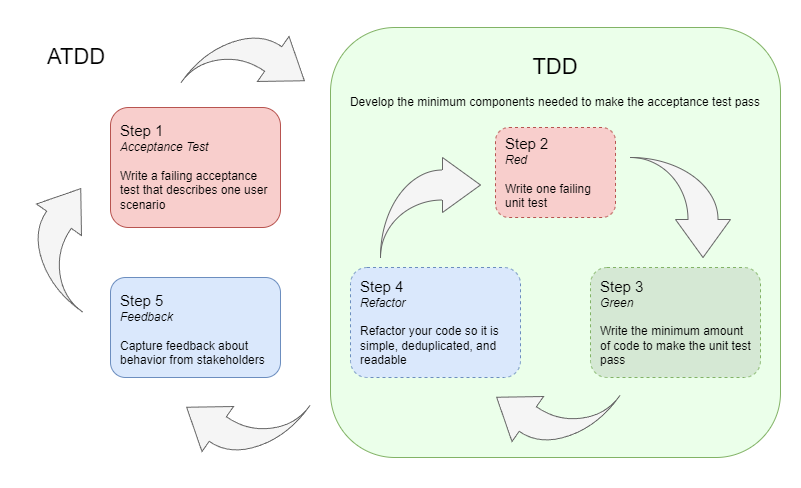 ATDD
Step 1
Acceptance Test
Write a failing acceptance
test that describes one user
scenario
TDD
Develop the minimum components needed to make the acceptance test pass
Step 2
Red
Write one failing
unit test
Step 3
Green
Write the minimum amount
of code to make the unit test
pass
Step 4
Refactor
Refactor your code so it is
simple, deduplicated, and
readable
Step 5
Feedback
Capture feedback about
behavior from stakeholders